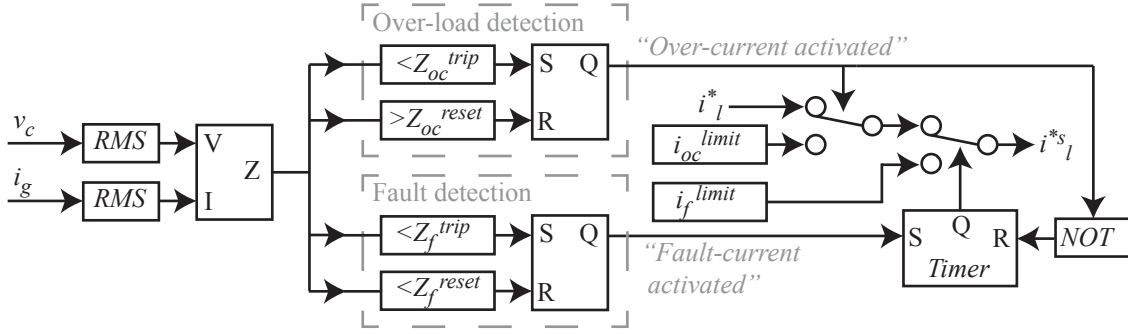 Over-load detection
<Z_oc^trip
S
Q
>Z_oc^reset
R
"Over-current activated"
v_c
RMS
V
Z
i_g
RMS
I
i^*_l
i_oc^limit
i^*s_l
i_f^limit
Fault detection
<Z_f^trip
S
Q
<Z_f^reset
R
"Fault-current
activated"
S
Q
R
Timer
NOT